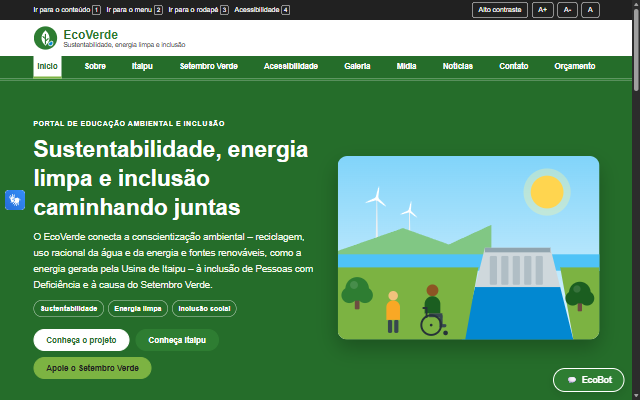 Ir para o conteúdo 1 Ir para o menu 2 Ir para o rodapé 3 Acessibilidade 4
Alto contraste A+ A- A
EcoVerde
Sustentabilidade, energia limpa e inclusão
Início Sobre Itaipu Setembro Verde Acessibilidade Galeria Mídia Notícias Contato Orçamento
PORTAL DE EDUCAÇÃO AMBIENTAL E INCLUSÃO
Sustentabilidade, energia
limpa e inclusão
caminhando juntas
O EcoVerde conecta a conscientização ambiental – reciclagem,
uso racional da água e da energia e fontes renováveis, como a
energia gerada pela Usina de Itaipu – à inclusão de Pessoas com
Deficiência e à causa do Setembro Verde.
Sustentabilidade Energia limpa Inclusão social
Conheça o projeto Conheça Itaipu
Apoie o Setembro Verde
EcoBot